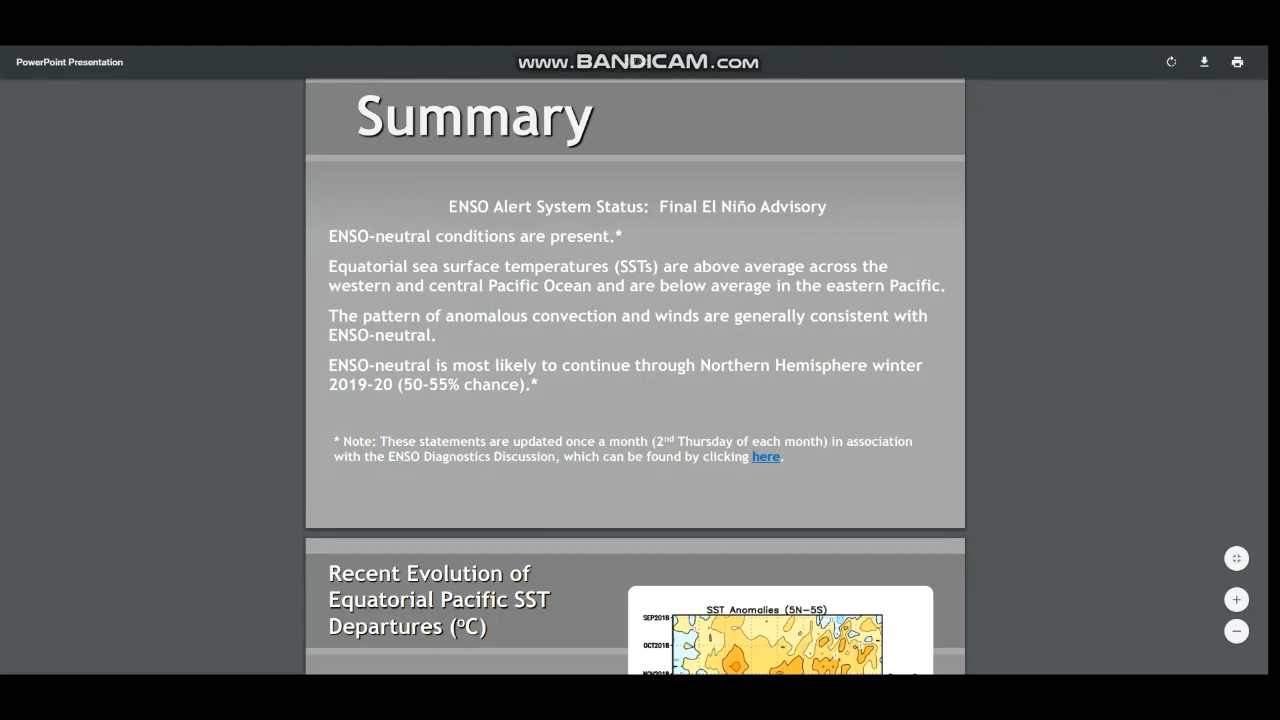 PowerPoint Presentation
www.BANDICAM.com
Summary
ENSO Alert System Status: Final El Niño Advisory
ENSO-neutral conditions are present.*
Equatorial sea surface temperatures (SSTs) are above average across the
western and central Pacific Ocean and are below average in the eastern Pacific.
The pattern of anomalous convection and winds are generally consistent with
ENSO-neutral.
ENSO-neutral is most likely to continue through Northern Hemisphere winter
2019-20 (50-55% chance).*
* Note: These statements are updated once a month (2nd Thursday of each month) in association
with the ENSO Diagnostics Discussion, which can be found by clicking here.
Recent Evolution of
Equatorial Pacific SST
Departures (ºC)
SST Anomalies (5N-5S)
SEP2018
OCT2018